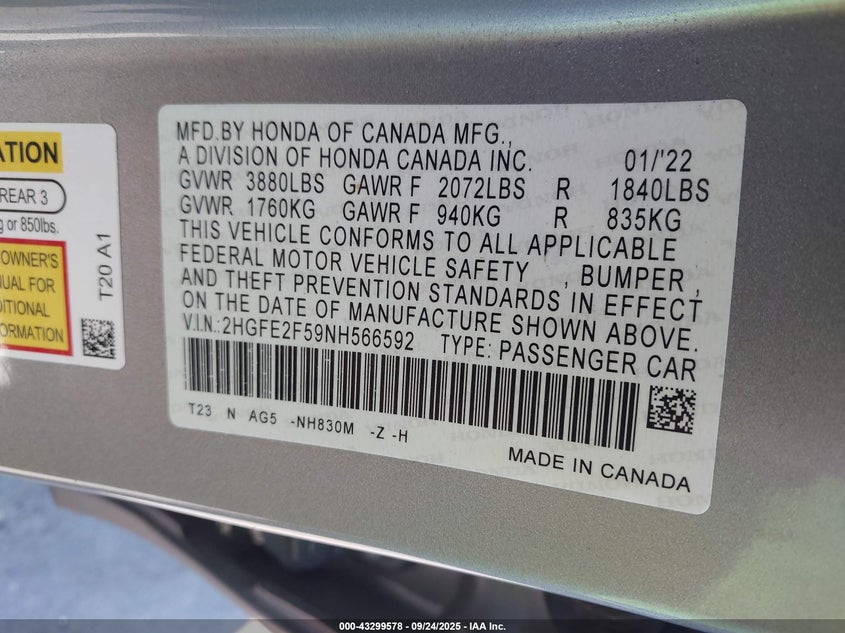 ATION
REAR 3
g or 850lbs.
OWNER'S
NUAL FOR
DITIONAL
ORMATION
T20 A1
MFD.BY HONDA OF CANADA MFG.,
A DIVISION OF HONDA CANADA INC. 01/'22
GVWR 3880LBS GAWR F 2072LBS R 1840LBS
GVWR 1760KG GAWR F 940KG R 835KG
THIS VEHICLE CONFORMS TO ALL APPLICABLE
FEDERAL MOTOR VEHICLE SAFETY , BUMPER ,
AND THEFT PREVENTION STANDARDS IN EFFECT
ON THE DATE OF MANUFACTURE SHOWN ABOVE.
V.I.N.:2HGFE2F59NH566592 TYPE: PASSENGER CAR
T23 N AG5 -NH830M -Z -H
MADE IN CANADA
000-43299578 - 09/24/2025 - IAA Inc.